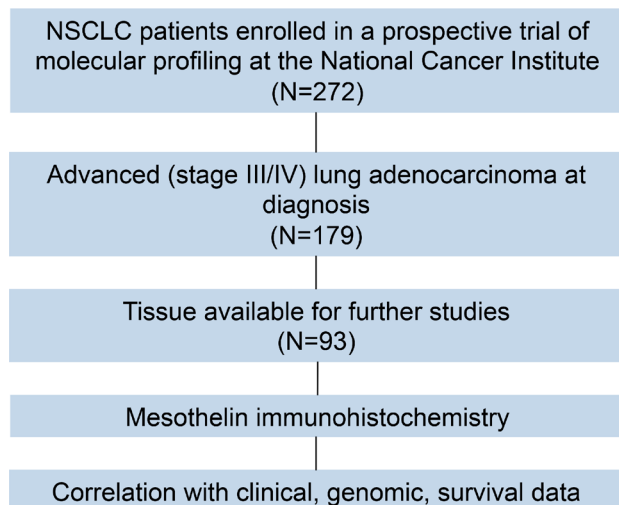 NSCLC patients enrolled in a prospective trial of
molecular profiling at the National Cancer Institute
(N=272)
Advanced (stage III/IV) lung adenocarcinoma at
diagnosis
(N=179)
Tissue available for further studies
(N=93)
Mesothelin immunohistochemistry
Correlation with clinical, genomic, survival data